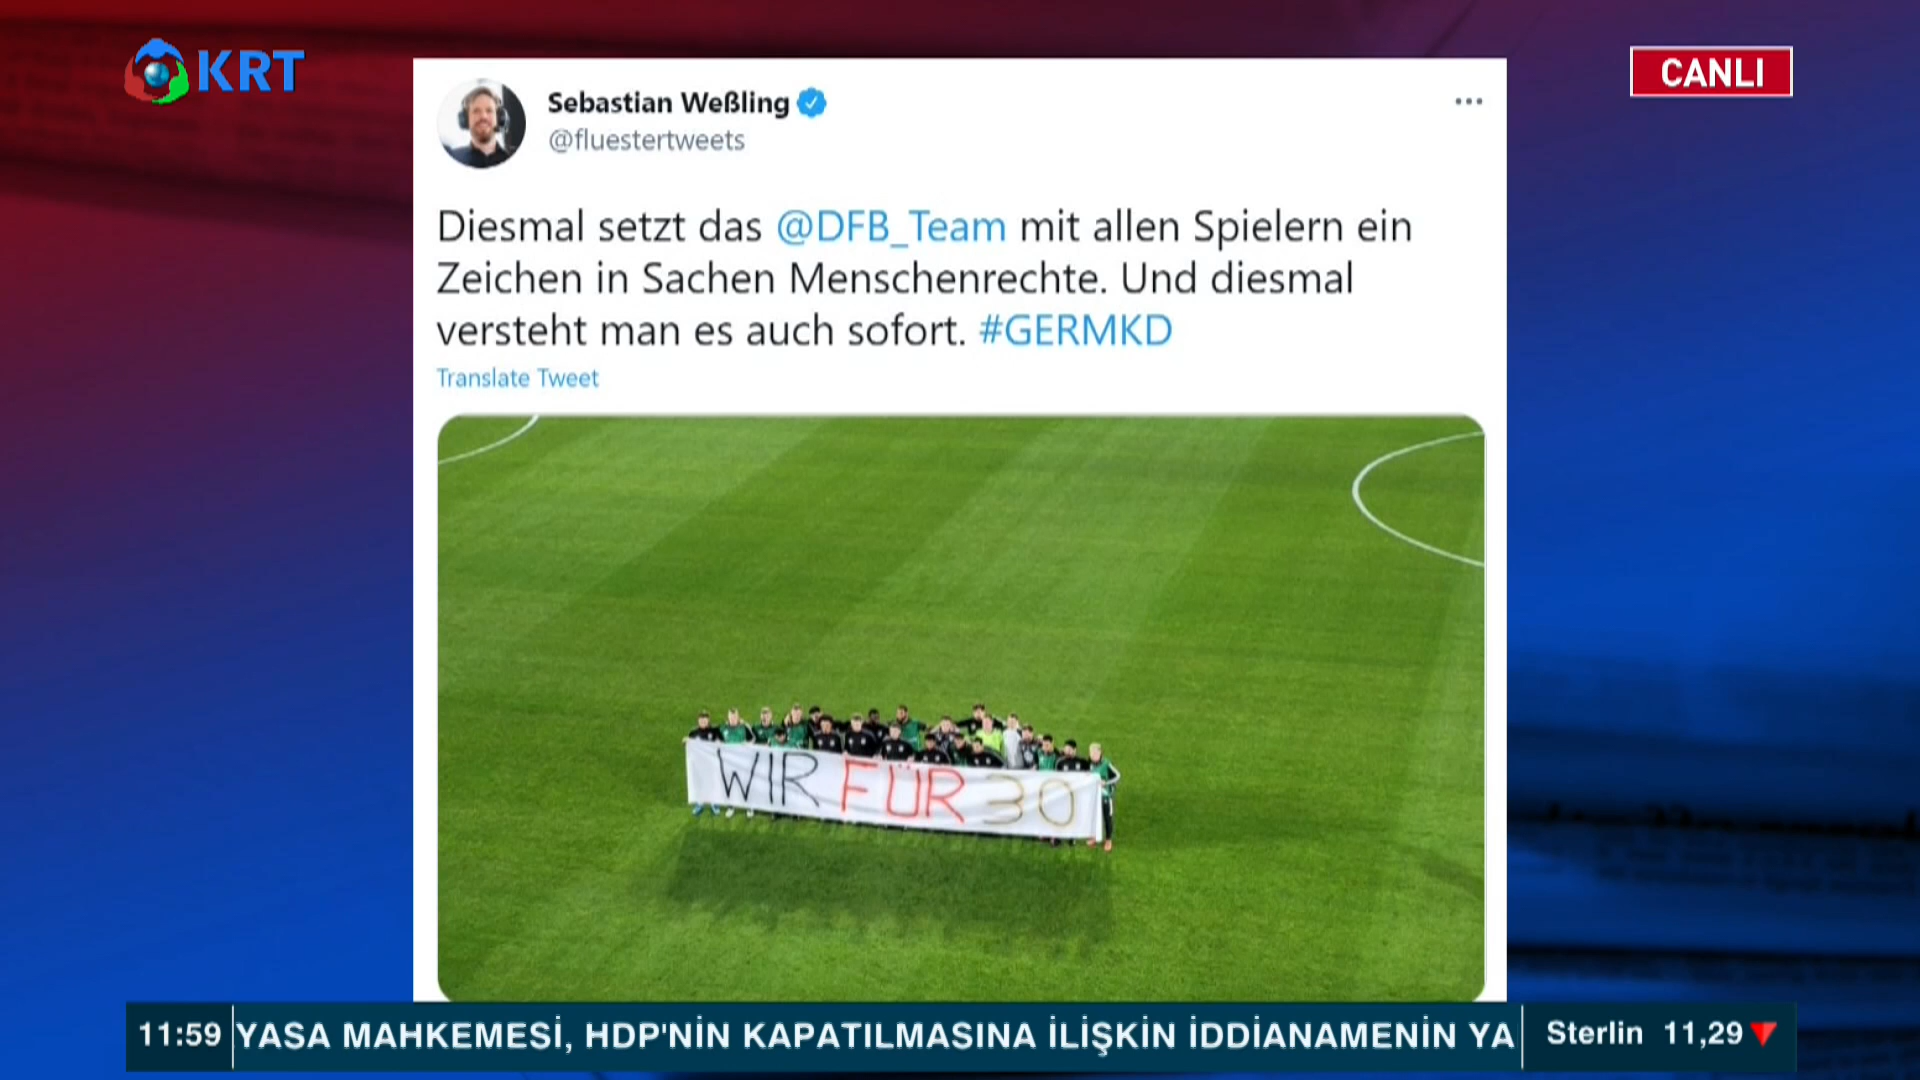 KRT
CANLI
Sebastian Weßling
@fluestertweets
Diesmal setzt das @DFB_Team mit allen Spielern ein
Zeichen in Sachen Menschenrechte. Und diesmal
versteht man es auch sofort. #GERMKD
Translate Tweet
WIR FÜR 30
11:59 YASA MAHKEMESİ, HDP'NİN KAPATILMASINA İLİŞKİN İDDİANAMENİN YA Sterlin 11,29